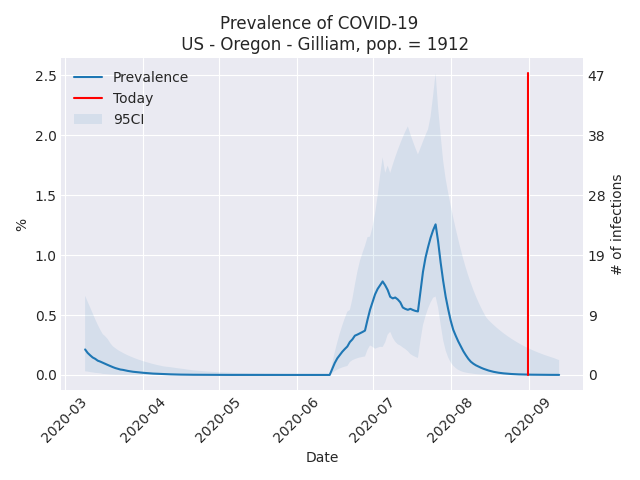 Prevalence of COVID-19
US - Oregon - Gilliam, pop. = 1912
Prevalence
Today
95CI
2.5
2.0
1.5
1.0
0.5
0.0
%
47
38
28
19
9
0
# of infections
2020-03
2020-04
2020-05
2020-06
2020-07
2020-08
2020-09
Date